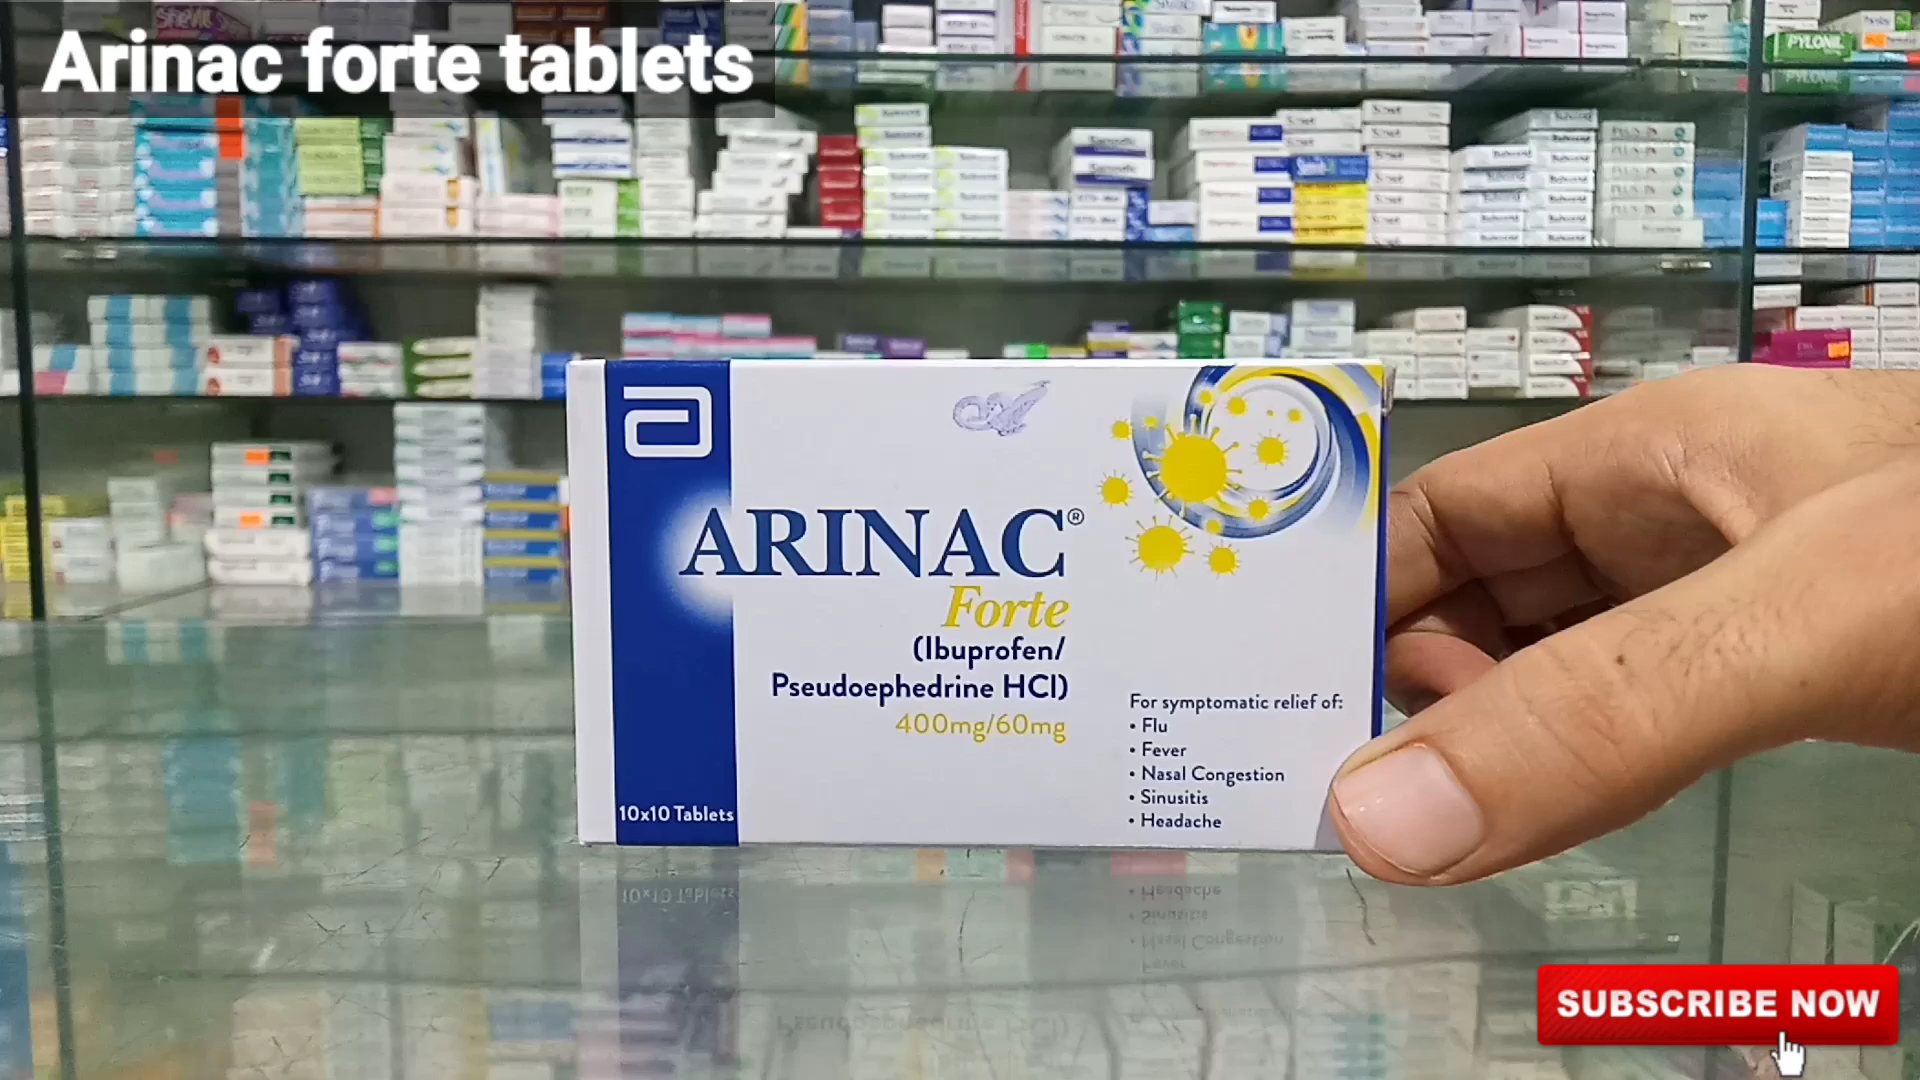 Arinac forte tablets
PYLONIL
ARINAC®
Forte
(Ibuprofen/
Pseudoephedrine HCl)
400mg/60mg
For symptomatic relief of:
• Flu
• Fever
• Nasal Congestion
• Sinusitis
• Headache
10x10 Tablets
SUBSCRIBE NOW